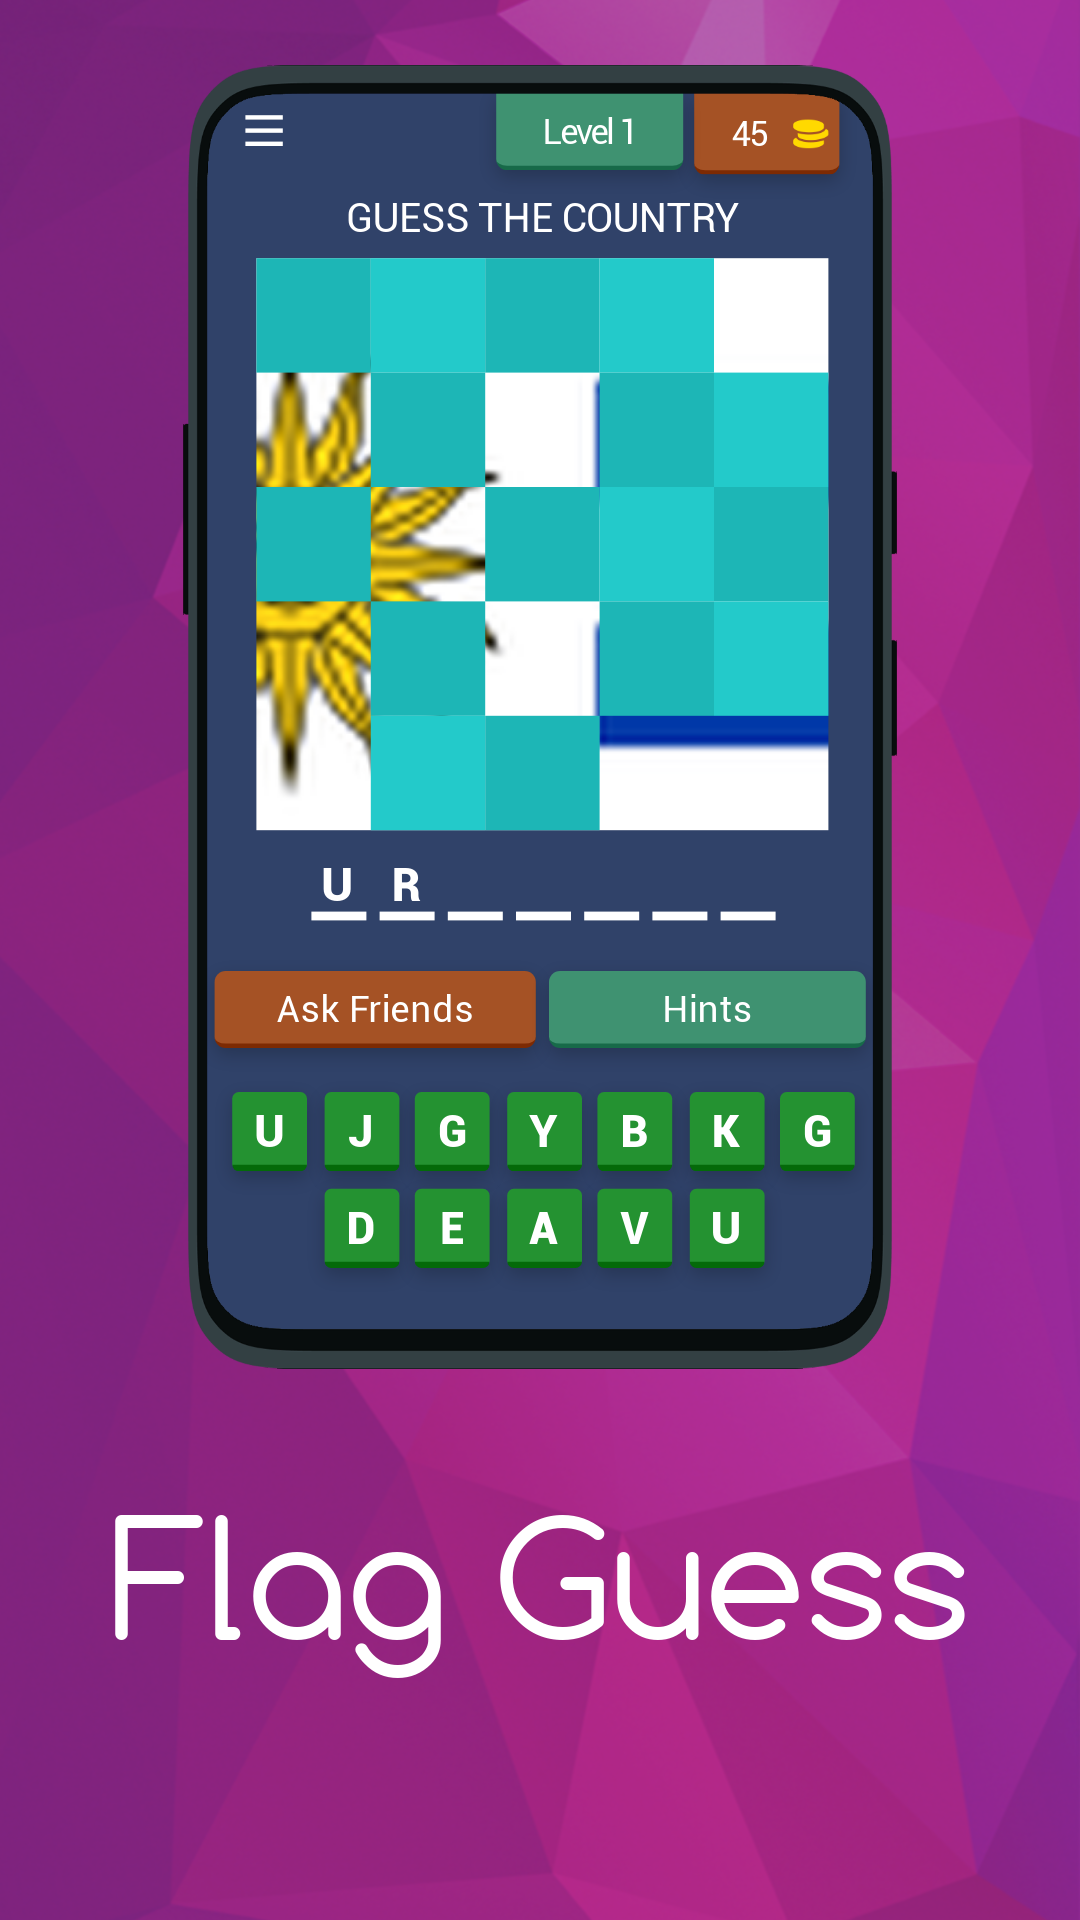 Level 1
45
GUESS THE COUNTRY
U R
Ask Friends
Hints
U J G Y B K G
D E A V U
Flag Guess